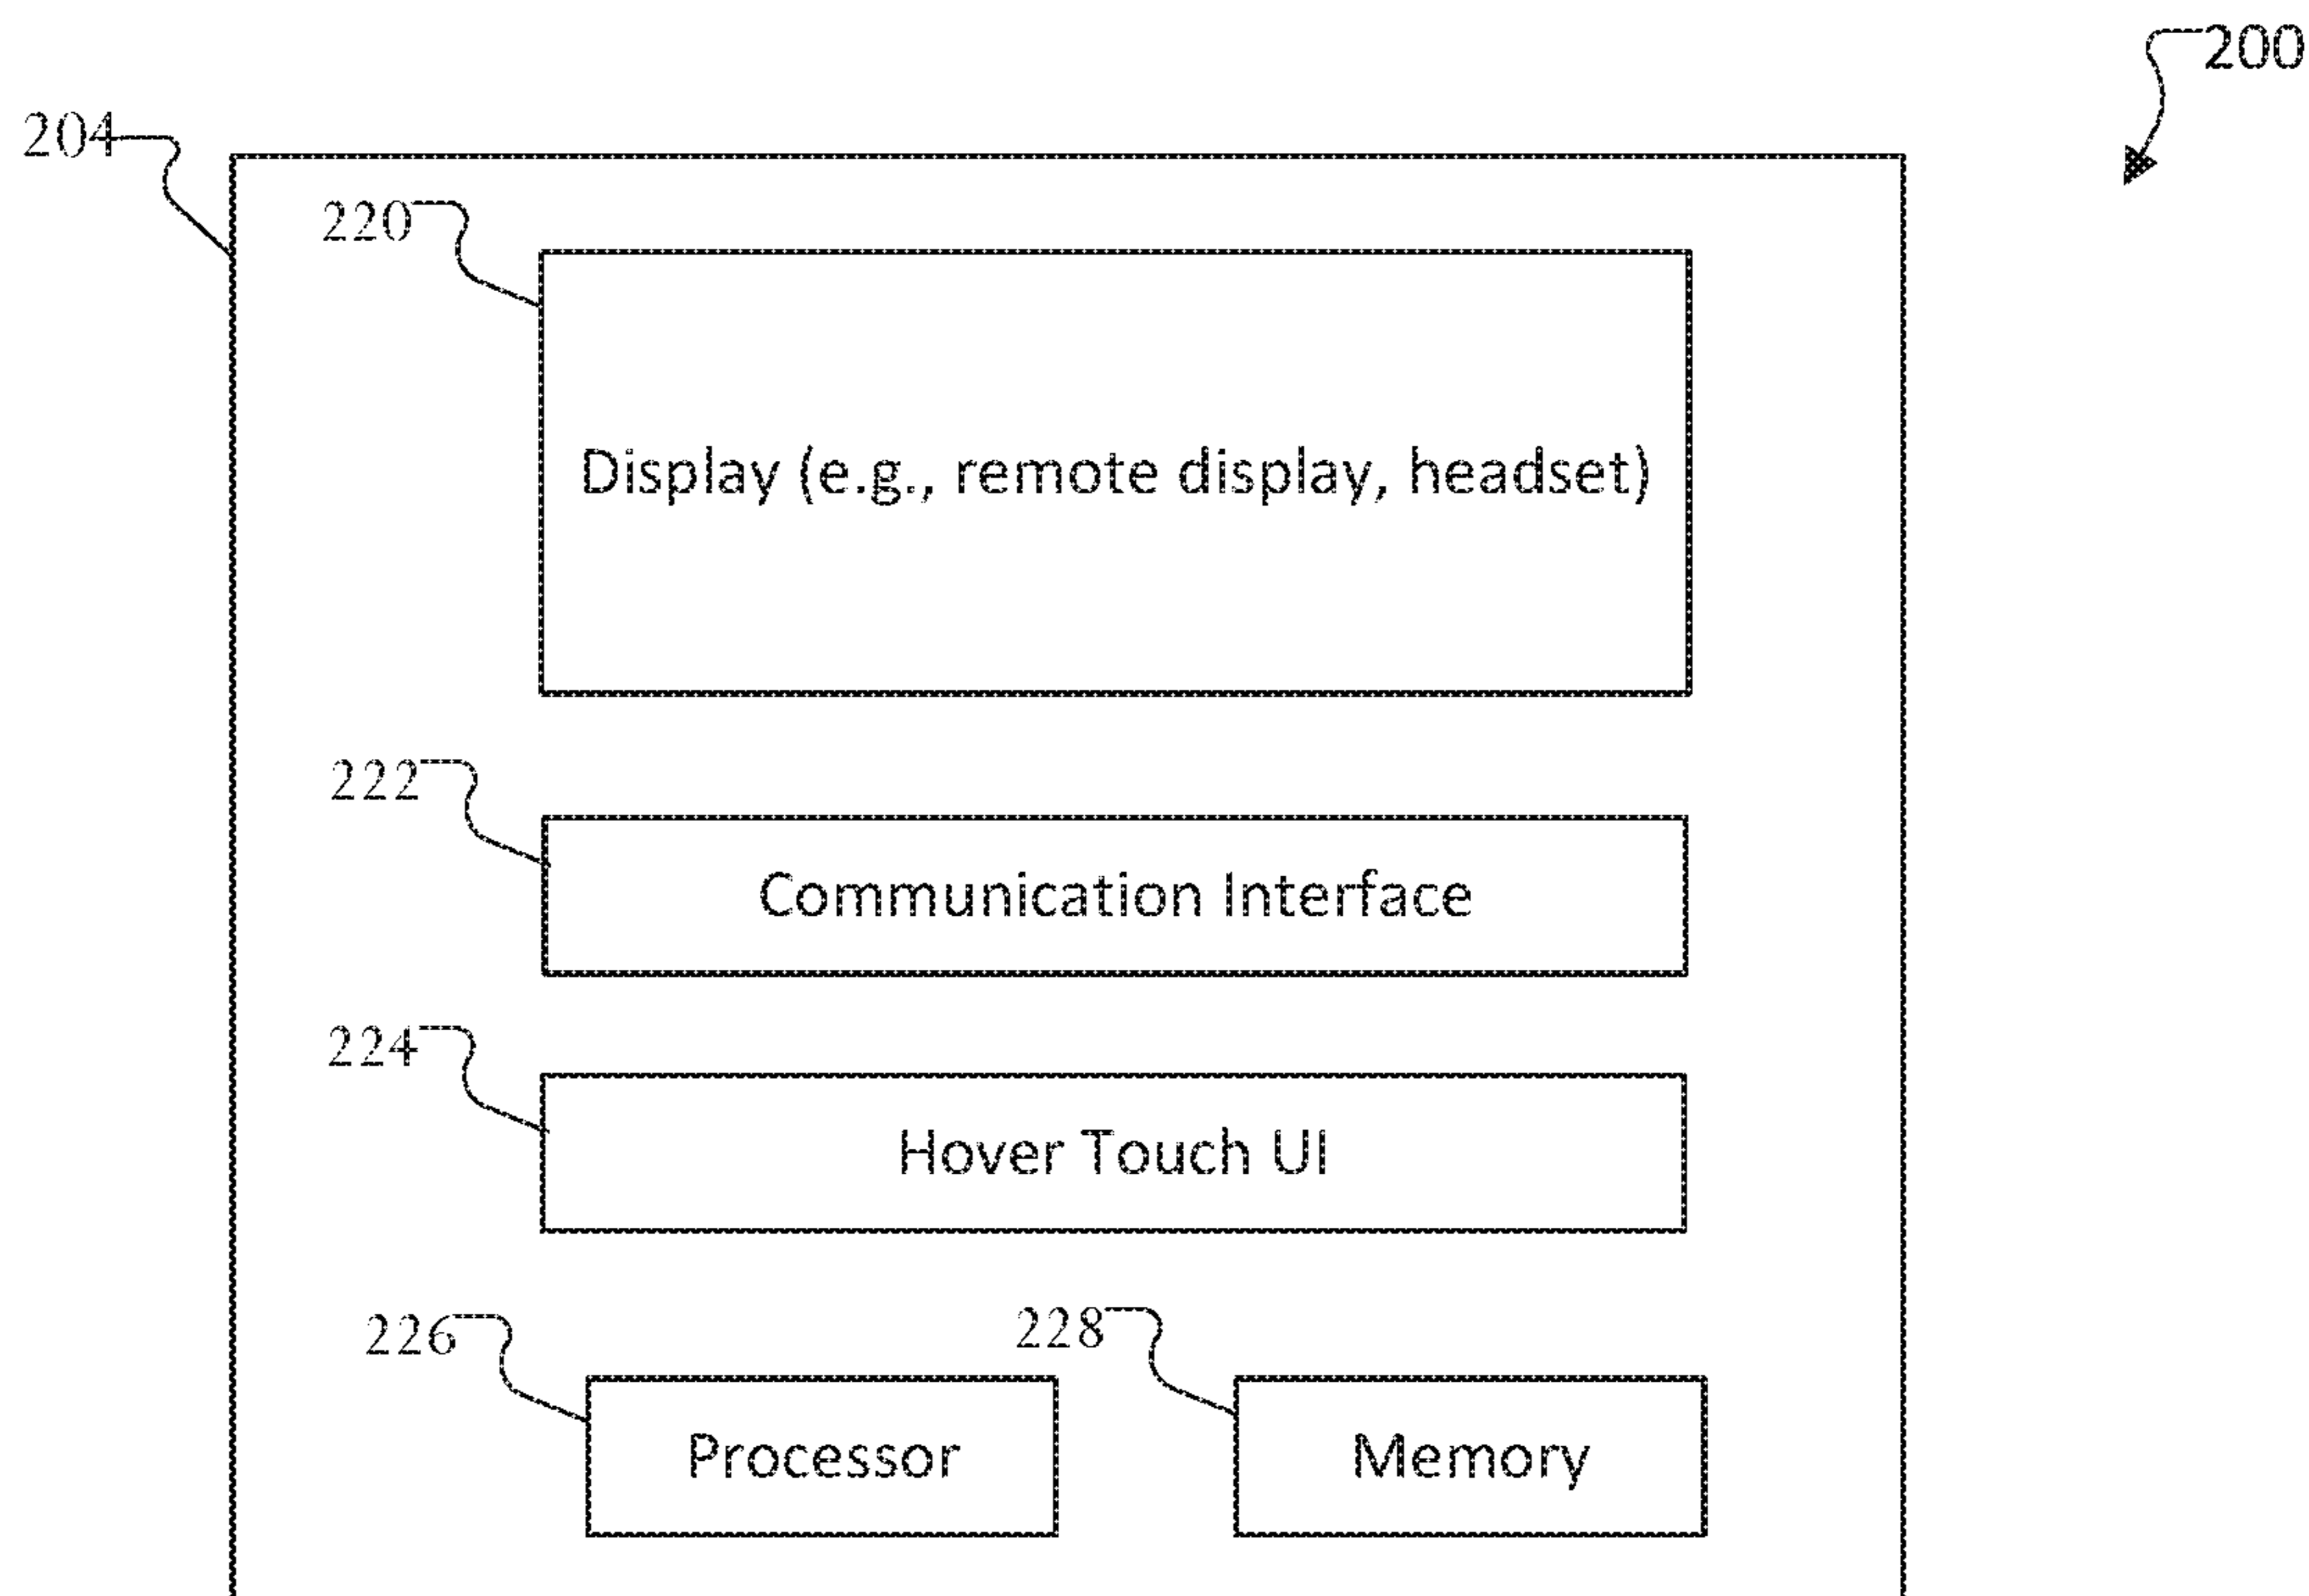 200
204
220
Display (e.g., remote display, headset)
222
Communication Interface
224
Hover Touch UI
226
228
Processor
Memory